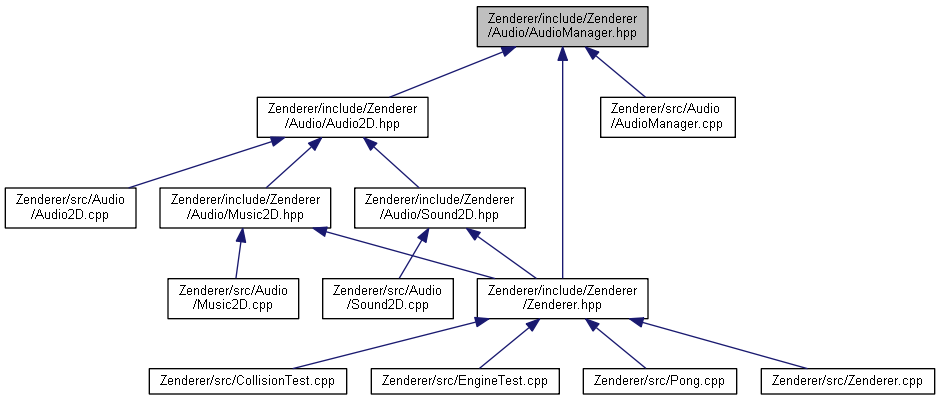 Zenderer/include/Zenderer
/Audio/AudioManager.hpp
Zenderer/include/Zenderer
/Audio/Audio2D.hpp
Zenderer/src/Audio
/AudioManager.cpp
Zenderer/src/Audio
/Audio2D.cpp
Zenderer/include/Zenderer
/Audio/Music2D.hpp
Zenderer/include/Zenderer
/Audio/Sound2D.hpp
Zenderer/src/Audio
/Music2D.cpp
Zenderer/src/Audio
/Sound2D.cpp
Zenderer/include/Zenderer
/Zenderer.hpp
Zenderer/src/CollisionTest.cpp
Zenderer/src/EngineTest.cpp
Zenderer/src/Pong.cpp
Zenderer/src/Zenderer.cpp